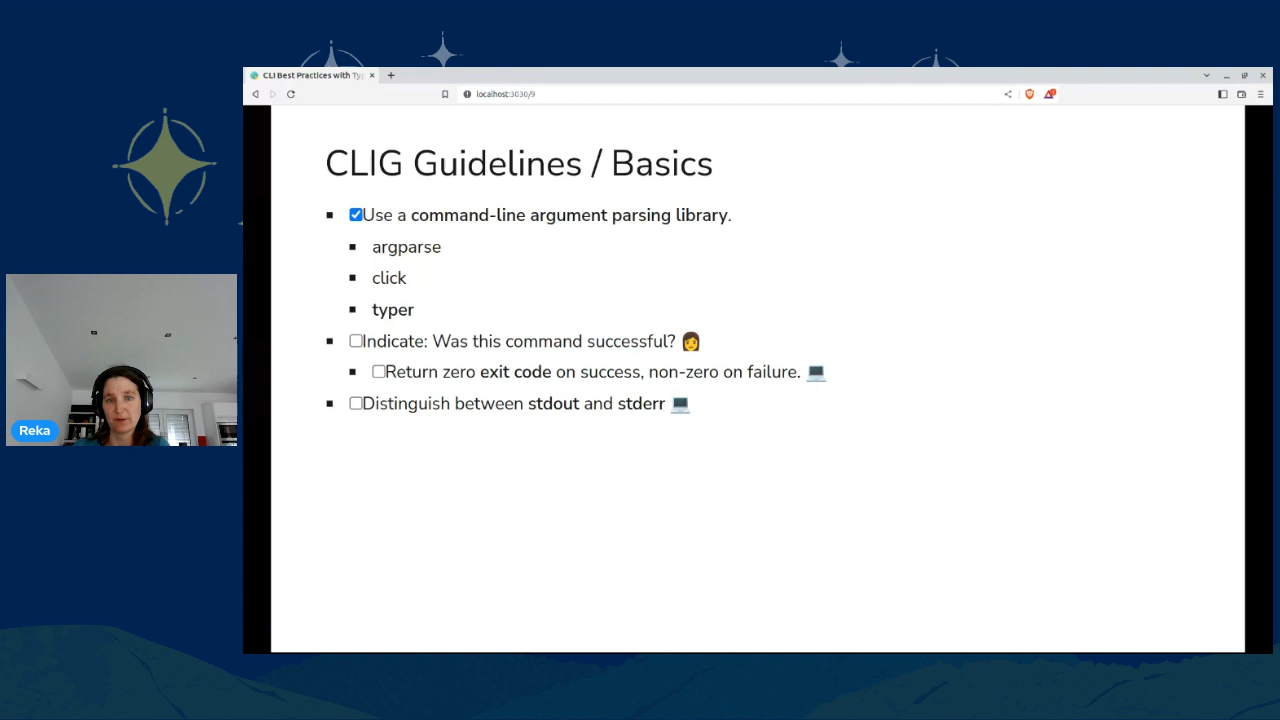 CLI Best Practices with Typ
localhost:3030/9
CLIG Guidelines / Basics
Use a command-line argument parsing library.
argparse
click
typer
Indicate: Was this command successful? 👩
Return zero exit code on success, non-zero on failure. 💻
Distinguish between stdout and stderr 💻
Reka